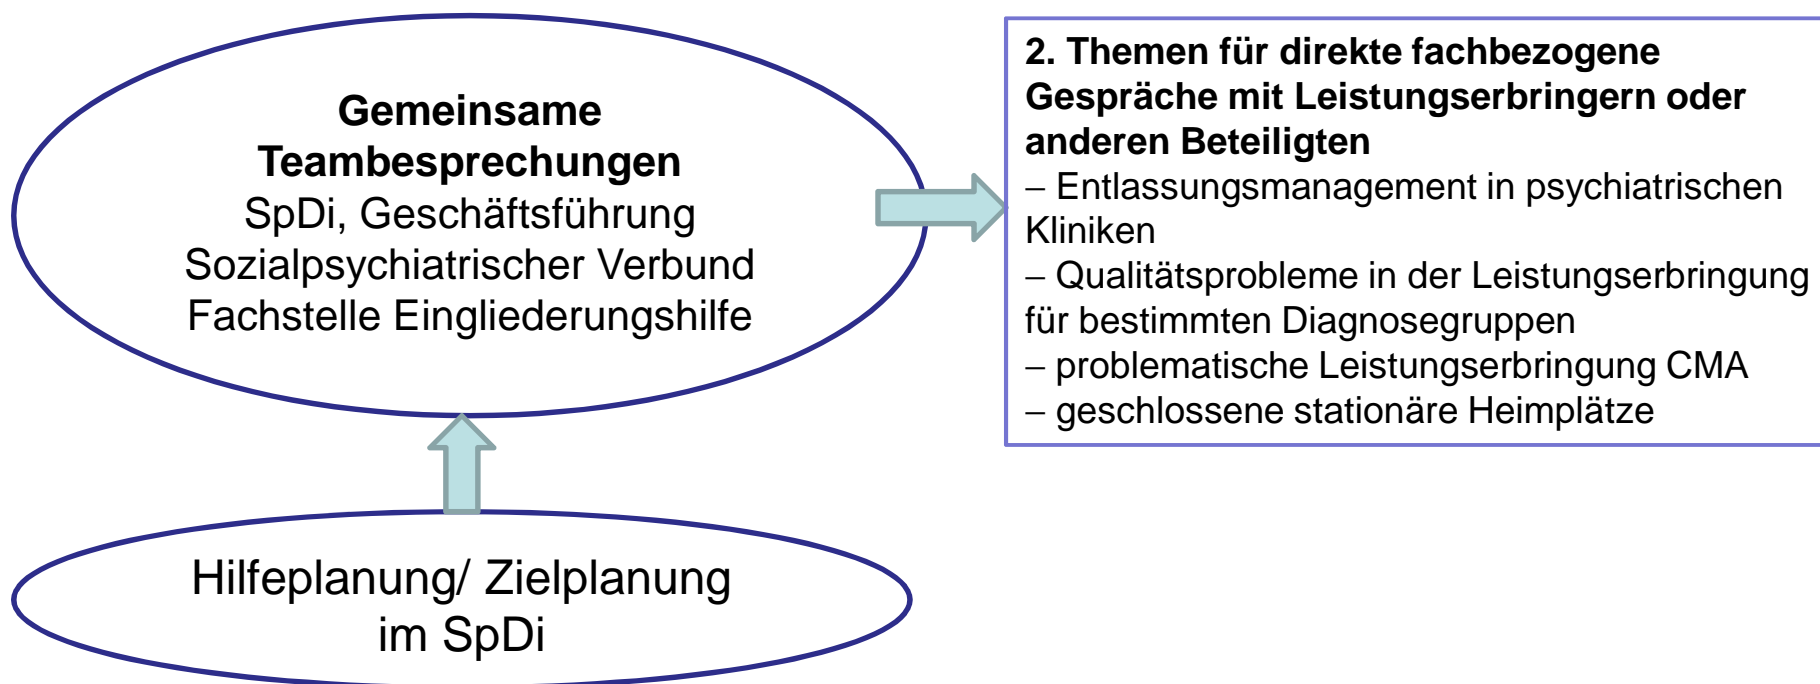 Gemeinsame
Teambesprechungen
SpDi, Geschäftsführung
Sozialpsychiatrischer Verbund
Fachstelle Eingliederungshilfe
2. Themen für direkte fachbezogene
Gespräche mit Leistungserbringern oder
anderen Beteiligten
– Entlassungsmanagement in psychiatrischen
Kliniken
– Qualitätsprobleme in der Leistungserbringung
für bestimmten Diagnosegruppen
– problematische Leistungserbringung CMA
– geschlossene stationäre Heimplätze
Hilfeplanung/ Zielplanung
im SpDi